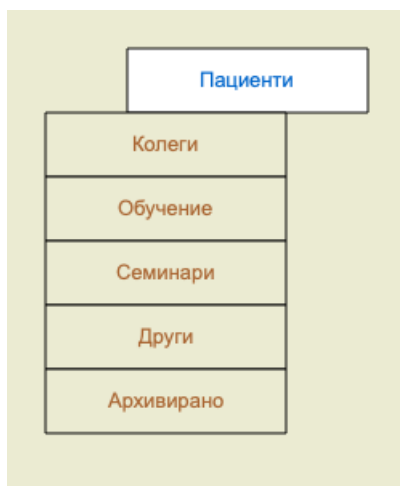 Пациенти
Колеги
Обучение
Семинари
Други
Архивирано